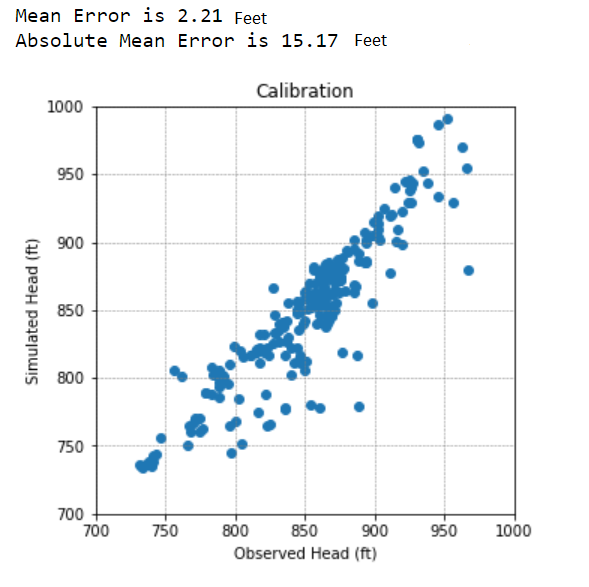 Mean Error is 2.21 Feet
Absolute Mean Error is 15.17 Feet
Calibration
1000
950
900
850
800
750
700
Simulated Head (ft)
700 750 800 850 900 950 1000
Observed Head (ft)